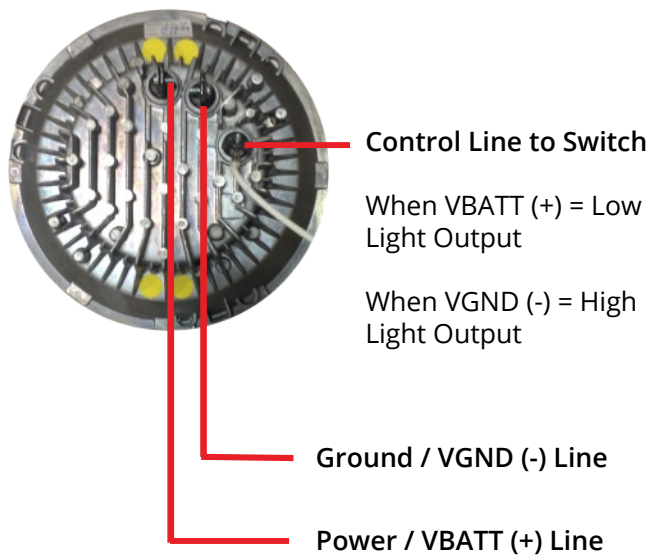 Control Line to Switch
When VBATT (+) = Low
Light Output
When VGND (-) = High
Light Output
Ground / VGND (-) Line
Power / VBATT (+) Line